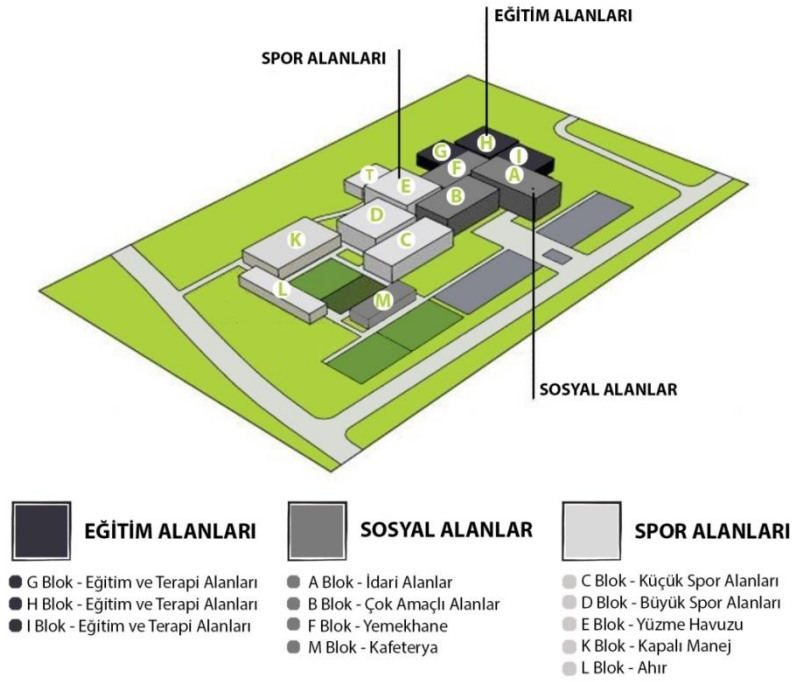 EĞİTİM ALANLARI
SPOR ALANLARI
H
G
I
F
A
T
E
B
D
C
K
L
M
SOSYAL ALANLAR
EĞİTİM ALANLARI
G Blok - Eğitim ve Terapi Alanları
H Blok - Eğitim ve Terapi Alanları
I Blok - Eğitim ve Terapi Alanları
SOSYAL ALANLAR
A Blok - İdari Alanlar
B Blok - Çok Amaçlı Alanlar
F Blok - Yemekhane
M Blok - Kafeterya
SPOR ALANLARI
C Blok - Küçük Spor Alanları
D Blok - Büyük Spor Alanları
E Blok - Yüzme Havuzu
K Blok - Kapalı Manej
L Blok - Ahır